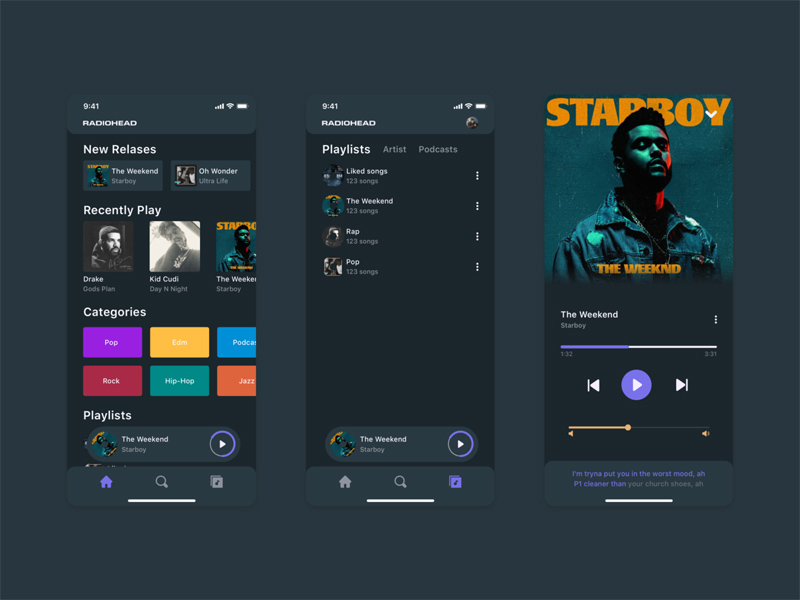 9:41
RADIOHEAD
New Relases
The Weekend
Starboy
Oh Wonder
Ultra Life
Recently Play
STARBOY
THE WEEKND
Drake
Gods Plan
Kid Cudi
Day N Night
The Weeken
Starboy
Categories
Pop
Edm
Podcas
Rock
Hip-Hop
Jazz
Playlists
The Weekend
Starboy
9:41
RADIOHEAD
Playlists
Artist
Podcasts
Liked songs
123 songs
The Weekend
123 songs
Rap
123 songs
Pop
123 songs
The Weekend
Starboy
STARBOY
THE WEEKND
The Weekend
Starboy
1:32
3:31
I'm tryna put you in the worst mood, ah
P1 cleaner than your church shoes, ah